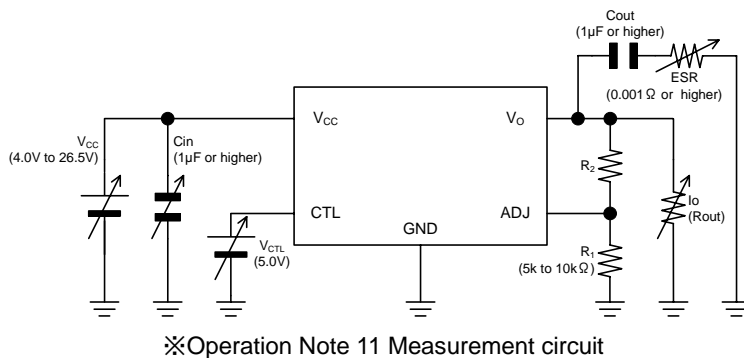 Cout
(1µF or higher)
ESR
(0.001Ω or higher)
VCC
(4.0V to 26.5V)
Cin
(1µF or higher)
VCC
VO
R2
IO
(Rout)
CTL
ADJ
GND
VCTL
(5.0V)
R1
(5k to 10kΩ)
※Operation Note 11 Measurement circuit